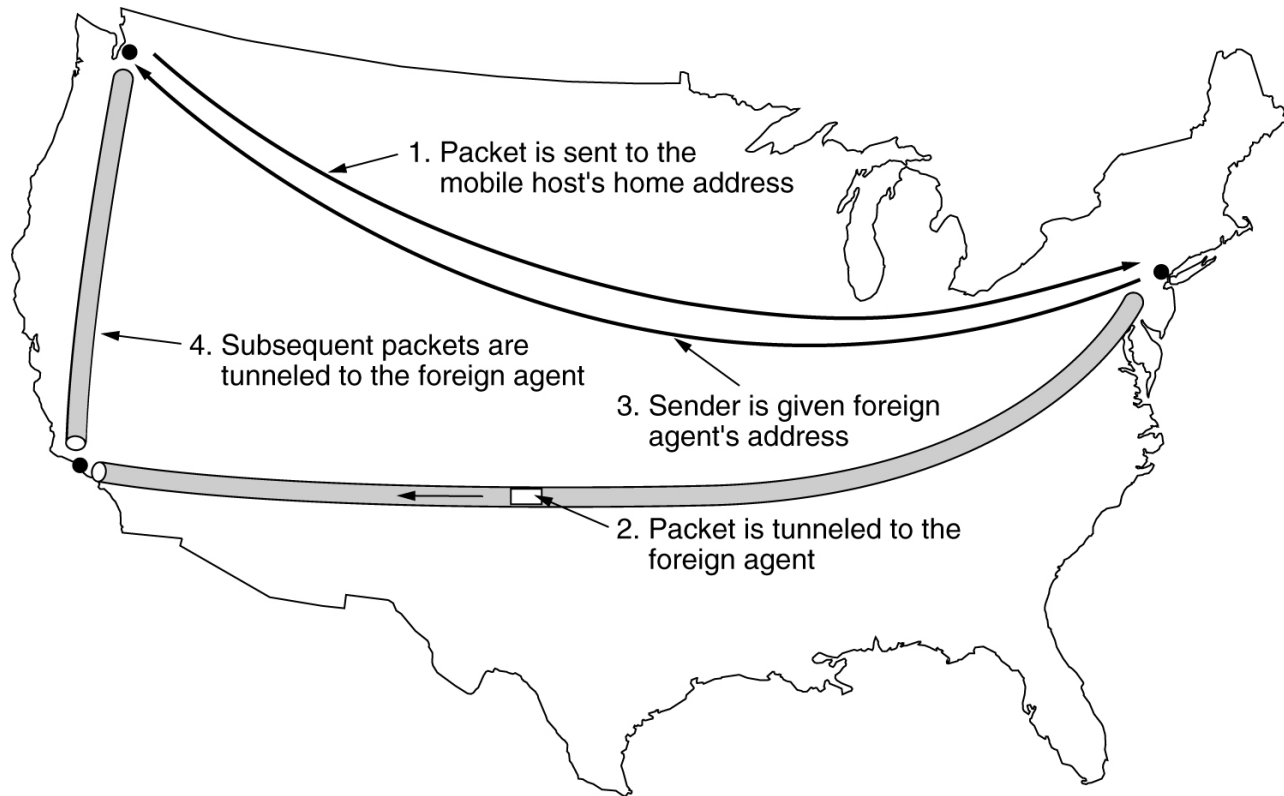 1. Packet is sent to the
mobile host's home address
4. Subsequent packets are
tunneled to the foreign agent
3. Sender is given foreign
agent's address
2. Packet is tunneled to the
foreign agent